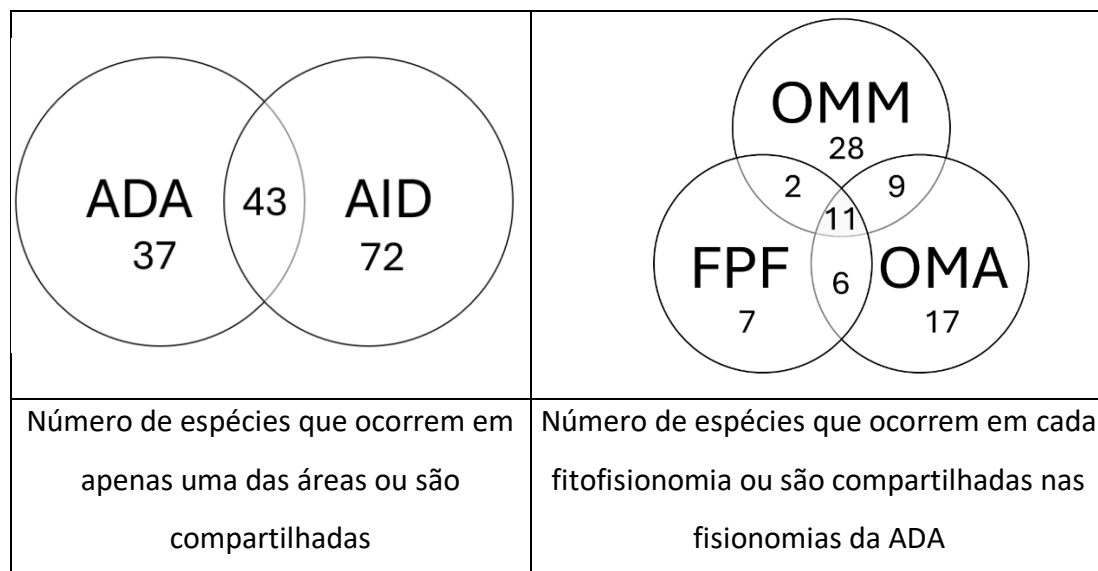 ADA
37
43
AID
72
OMM
28
2
9
11
FPF
7
6
OMA
17
Número de espécies que ocorrem em
apenas uma das áreas ou são
compartilhadas
Número de espécies que ocorrem em cada
fitofisionomia ou são compartilhadas nas
fisionomias da ADA